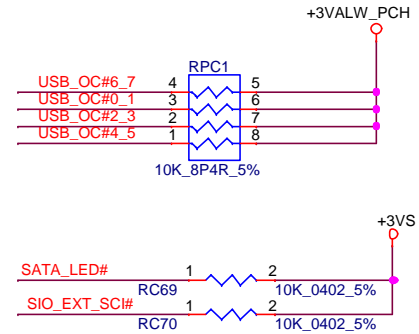 +3VALW_PCH
RPC1
USB_OC#6_7 4 5
USB_OC#0_1 3 6
USB_OC#2_3 2 7
USB_OC#4_5 1 8
10K_8P4R_5%
+3VS
SATA_LED# 1 2
RC69 10K_0402_5%
SIO_EXT_SCI# 1 2
RC70 10K_0402_5%